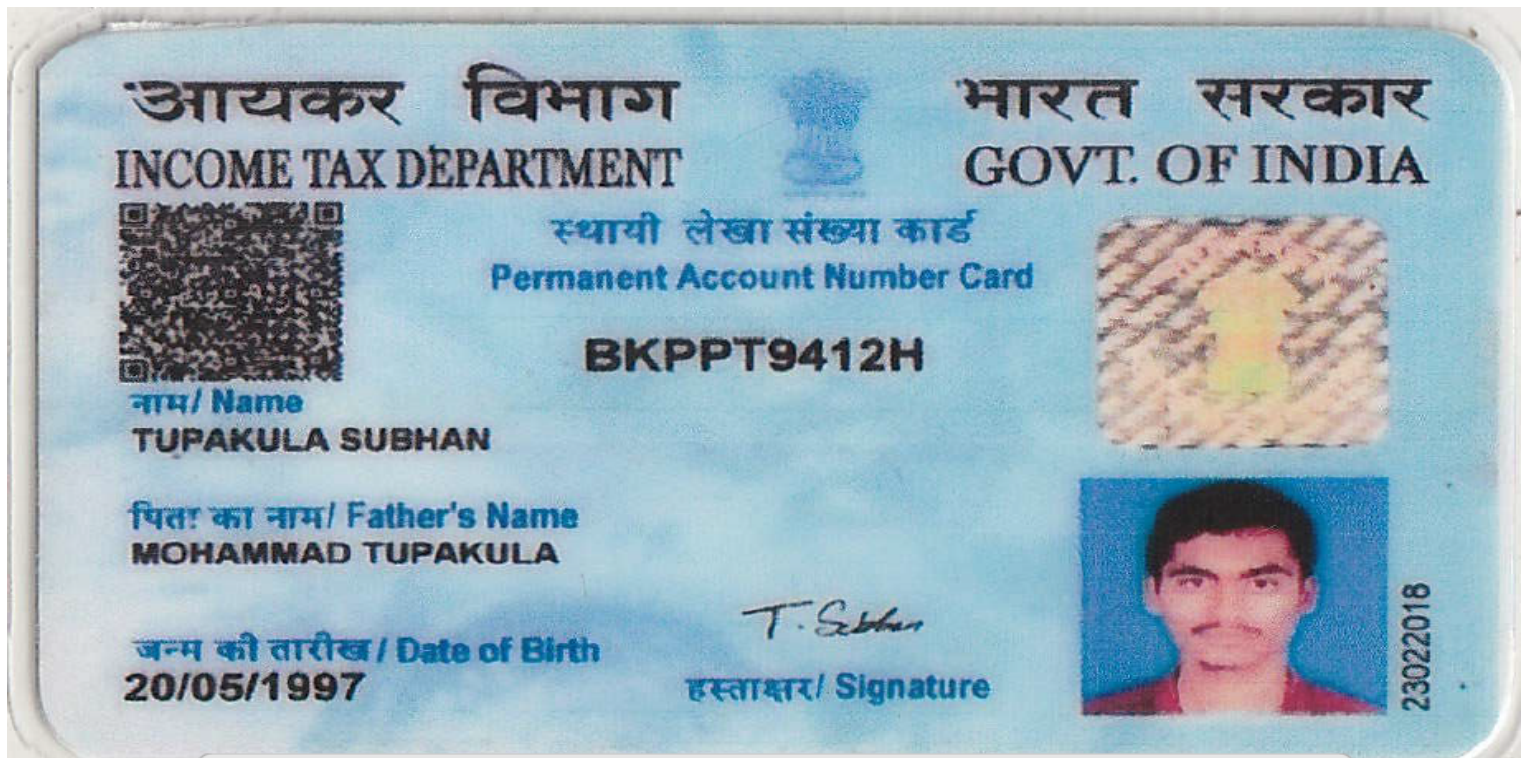 आयकर विभाग
भारत सरकार
INCOME TAX DEPARTMENT
GOVT. OF INDIA
स्थायी लेखा संख्या कार्ड
Permanent Account Number Card
BKPPT9412H
नाम/ Name
TUPAKULA SUBHAN
पिता का नाम/ Father's Name
MOHAMMAD TUPAKULA
जन्म की तारीख/ Date of Birth
20/05/1997
T. Subhan
हस्ताक्षर/ Signature
23022018